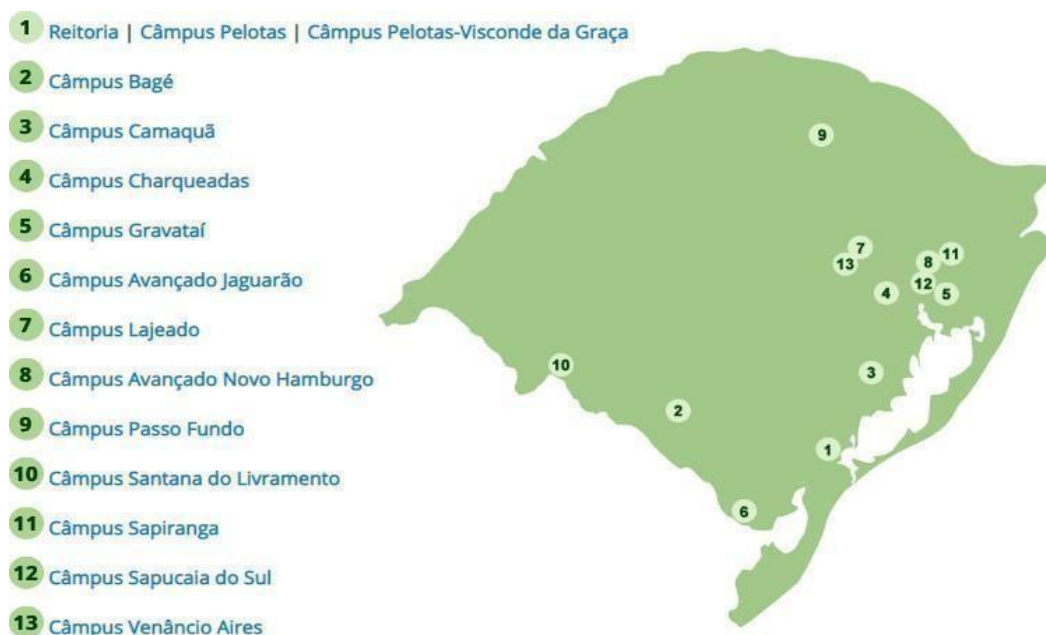 1 Reitoria | Câmpus Pelotas | Câmpus Pelotas-Visconde da Graça
2 Câmpus Bagé
3 Câmpus Camaquã
4 Câmpus Charqueadas
5 Câmpus Gravataí
6 Câmpus Avançado Jaguarão
7 Câmpus Lajeado
8 Câmpus Avançado Novo Hamburgo
9 Câmpus Passo Fundo
10 Câmpus Santana do Livramento
11 Câmpus Sapiranga
12 Câmpus Sapucaia do Sul
13 Câmpus Venâncio Aires
9
7
11
13
8
12
4
5
10
3
2
1
6